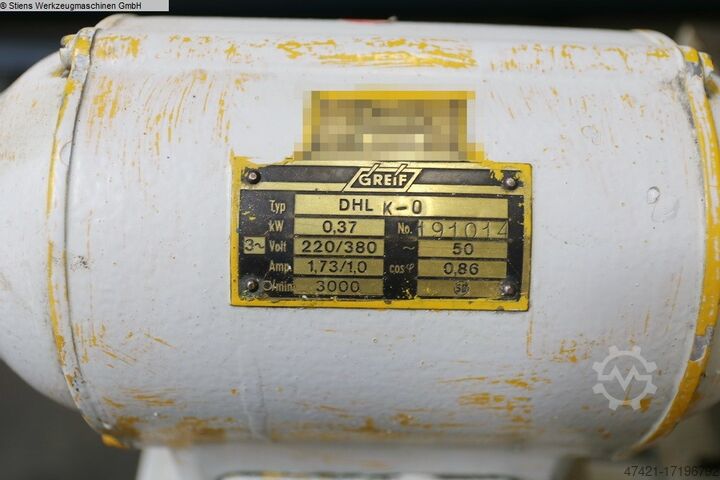 © Stiens Werkzeugmaschinen GmbH
GREIF
Typ DHL K-0
kW 0,37 No. 191014
3~ Volt 220/380 ~ 50
Amp. 1,73/1,0 cosφ 0,86
/min 3000
47421-17196792